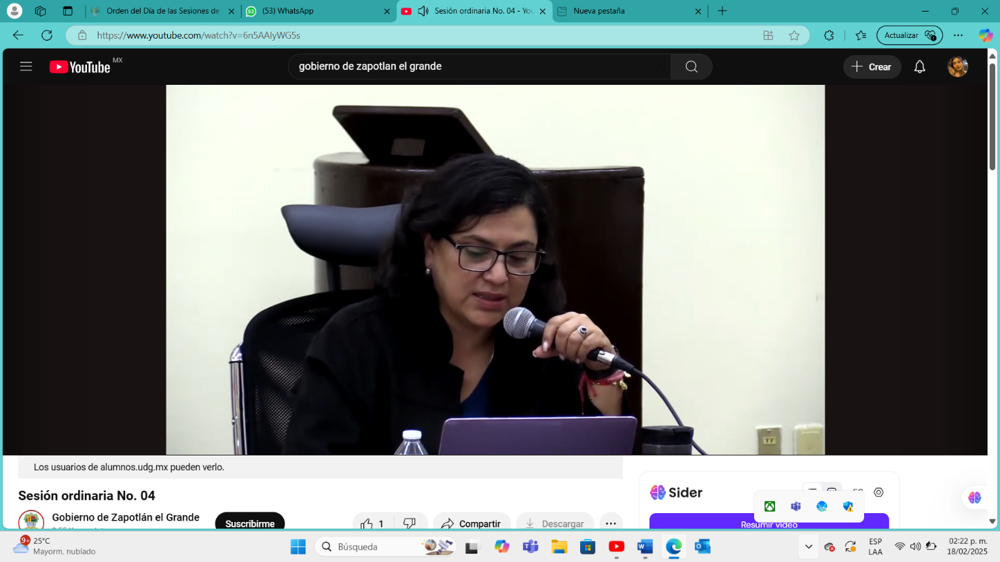 Orden del Día de las Sesiones de
(53) WhatsApp
Sesión ordinaria No. 04 - You
Nueva pestaña
https://www.youtube.com/watch?v=6n5AAIyWG5s
Actualizar
YouTube MX
gobierno de zapotlan el grande
Crear
Los usuarios de alumnos.udg.mx pueden verlo.
Sesión ordinaria No. 04
Gobierno de Zapotlán el Grande
Suscribirme
1
Compartir
Descargar
Sider
Resumir video
9+
25°C
Mayorm. nublado
Búsqueda
ESP
LAA
02:22 p. m.
18/02/2025